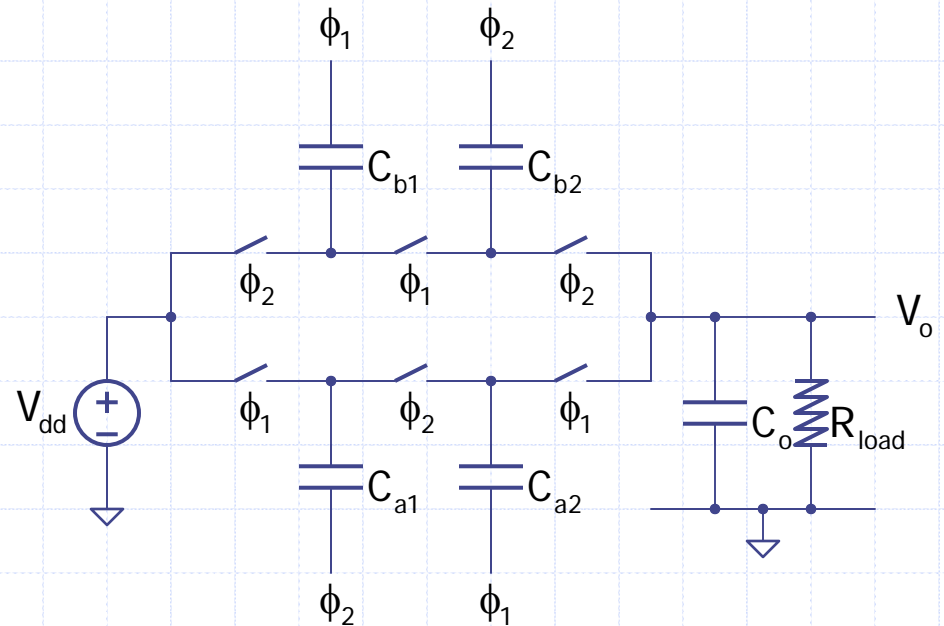 ϕ1 ϕ2
Cb1 Cb2
ϕ2 ϕ1 ϕ2
Vo
Vdd + −
ϕ1 ϕ2 ϕ1
Co Rload
Ca1 Ca2
ϕ2 ϕ1